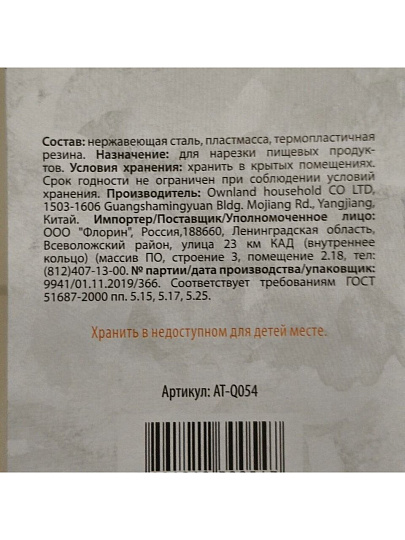 Состав: нержавеющая сталь, пластмасса, термопластичная
резина. Назначение: для нарезки пищевых продук-
тов. Условия хранения: хранить в крытых помещениях.
Срок годности не ограничен при соблюдении условий
хранения. Производитель: Ownland household CO LTD,
1503-1606 Guangshamingyuan Bldg. Mojiang Rd., Yangjiang,
Китай. Импортер/Поставщик/Уполномоченное лицо:
ООО "Флорин", Россия,188660, Ленинградская область,
Всеволожский район, улица 23 км КАД (внутреннее
кольцо) (массив ПО, строение 3, помещение 2.18, тел:
(812)407-13-00. № партии/дата производства/упаковщик:
9941/01.11.2019/366. Соответствует требованиям ГОСТ
51687-2000 пп. 5.15, 5.17, 5.25.
Хранить в недоступном для детей месте.
Артикул: AT-Q054